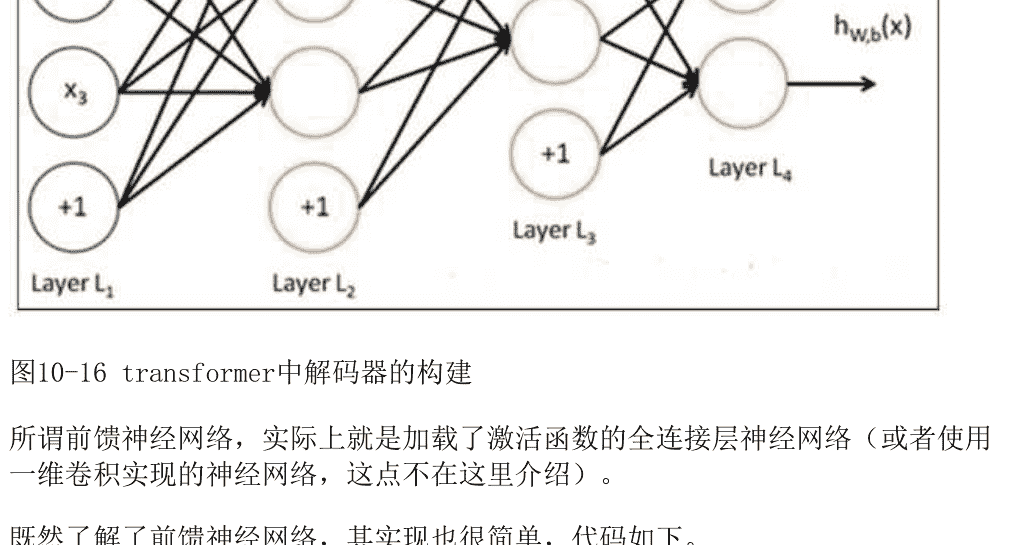 h_{W,b}(x)
x₃
+1
+1
+1
Layer L₄
Layer L₃
Layer L₁
Layer L₂
图10-16 transformer中解码器的构建
所谓前馈神经网络，实际上就是加载了激活函数的全连接层神经网络（或者使用
一维卷积实现的神经网络，这点不在这里介绍）。
既然了解了前馈神经网络，其实现也很简单，代码如下。